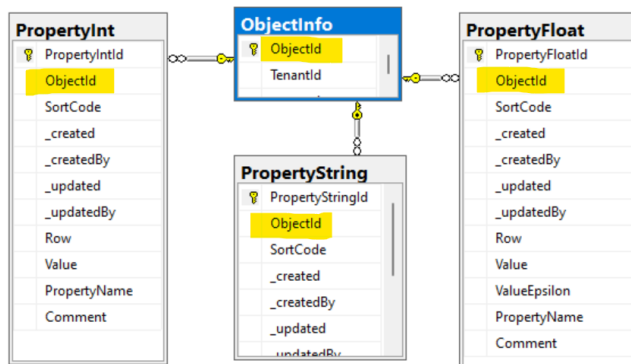 PropertyInt
PropertyIntId
ObjectId
SortCode
_created
_createdBy
_updated
_updatedBy
Row
Value
PropertyName
Comment
ObjectInfo
ObjectId
TenantId
PropertyString
PropertyStringId
ObjectId
SortCode
_created
_createdBy
_updated
_updatedBy
PropertyFloat
PropertyFloatId
ObjectId
SortCode
_created
_createdBy
_updated
_updatedBy
Row
Value
ValueEpsilon
PropertyName
Comment